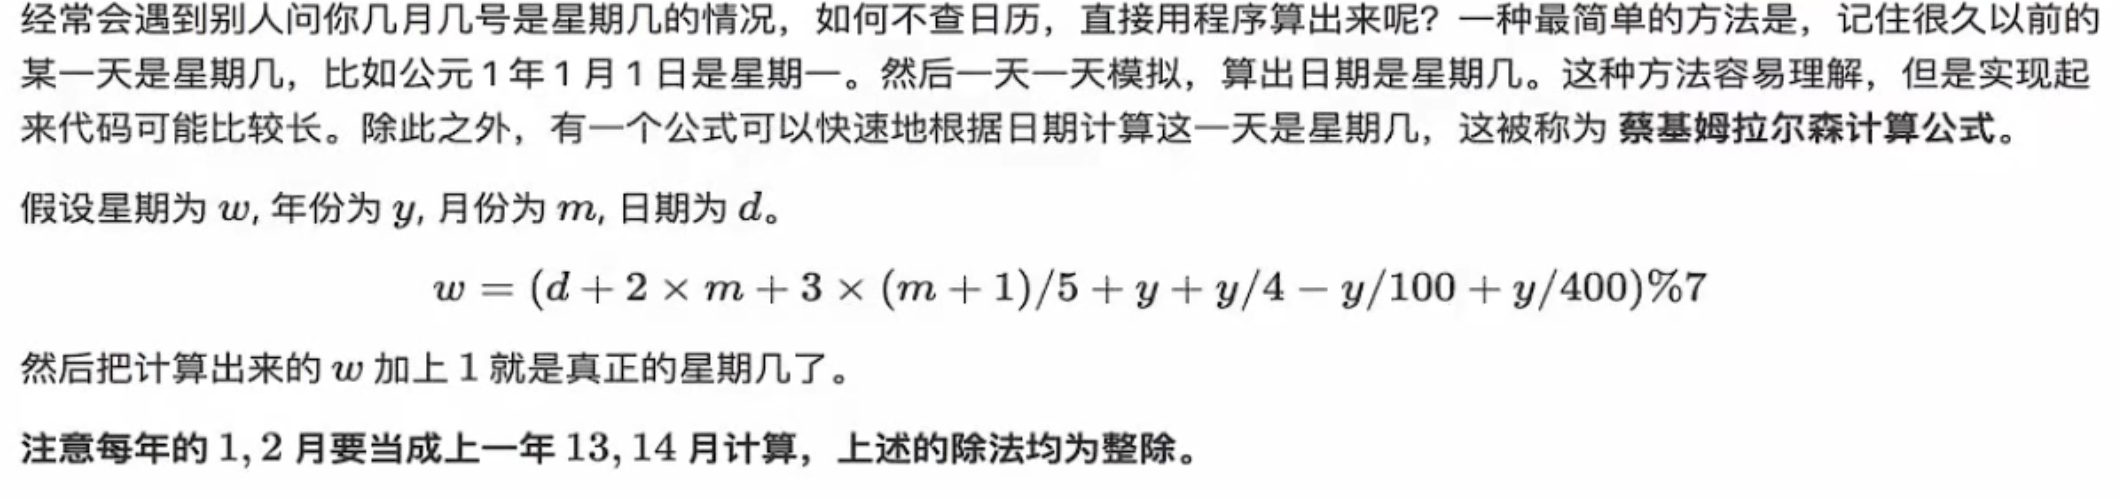 经常会遇到别人问你几月几号是星期几的情况，如何不查日历，直接用程序算出来呢？一种最简单的方法是，记住很久以前的
某一天是星期几，比如公元 1 年 1 月 1 日是星期一。然后一天一天模拟，算出日期是星期几。这种方法容易理解，但是实现起
来代码可能比较长。除此之外，有一个公式可以快速地根据日期计算这一天是星期几，这被称为 蔡基姆拉尔森计算公式。
假设星期为 w, 年份为 y, 月份为 m, 日期为 d。
w = (d + 2 × m + 3 × (m + 1)/5 + y + y/4 − y/100 + y/400)%7
然后把计算出来的 w 加上 1 就是真正的星期几了。
注意每年的 1, 2 月要当成上一年 13, 14 月计算，上述的除法均为整除。